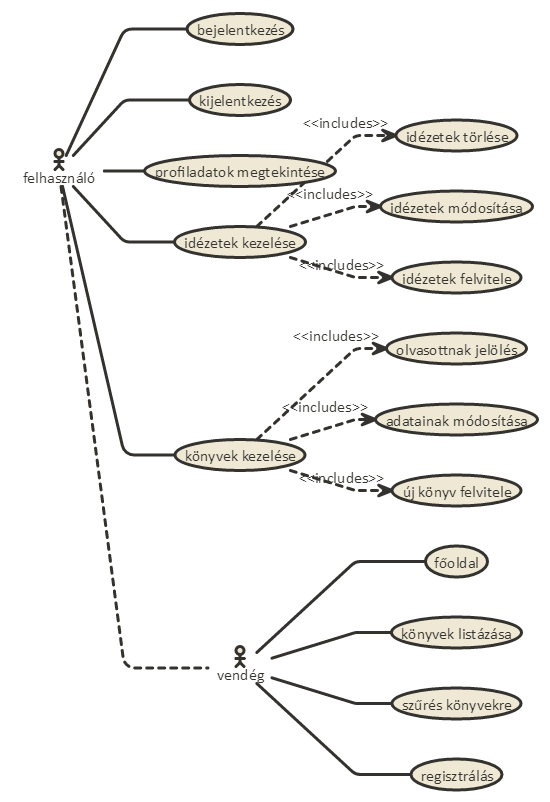 bejelentkezés
kijelentkezés
<<includes>>
idézetek törlése
felhasználó
profiladatok megtekintése
<<includes>>
idézetek módosítása
idézetek kezelése
<<includes>>
idézetek felvitele
<<includes>>
olvasottnak jelölés
<<includes>>
adatainak módosítása
könyvek kezelése
<<includes>>
új könyv felvitele
főoldal
könyvek listázása
vendég
szűrés könyvekre
regisztrálás